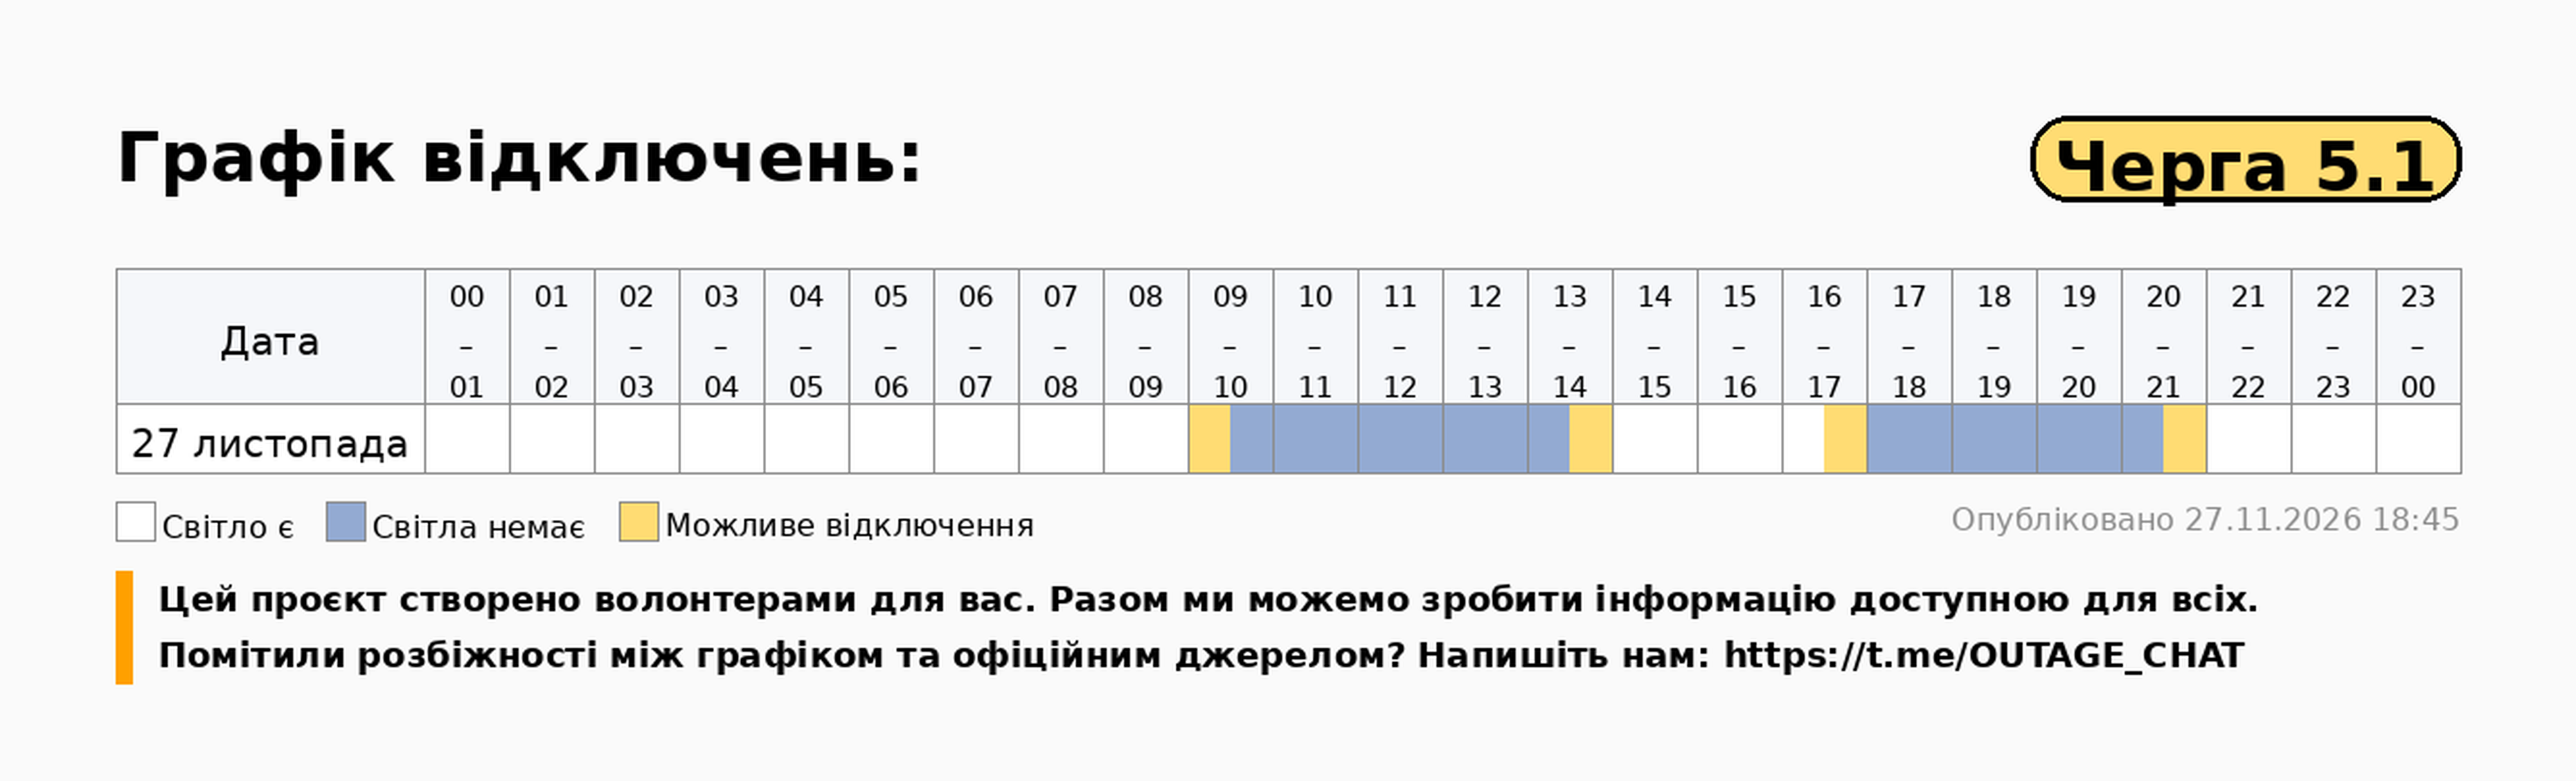 Графік відключень:
Черга 5.1
Дата
00 – 01
01 – 02
02 – 03
03 – 04
04 – 05
05 – 06
06 – 07
07 – 08
08 – 09
09 – 10
10 – 11
11 – 12
12 – 13
13 – 14
14 – 15
15 – 16
16 – 17
17 – 18
18 – 19
19 – 20
20 – 21
21 – 22
22 – 23
23 – 00
27 листопада
Світло є
Світла немає
Можливе відключення
Опубліковано 27.11.2026 18:45
Цей проєкт створено волонтерами для вас. Разом ми можемо зробити інформацію доступною для всіх.
Помітили розбіжності між графіком та офіційним джерелом? Напишіть нам: https://t.me/OUTAGE_CHAT